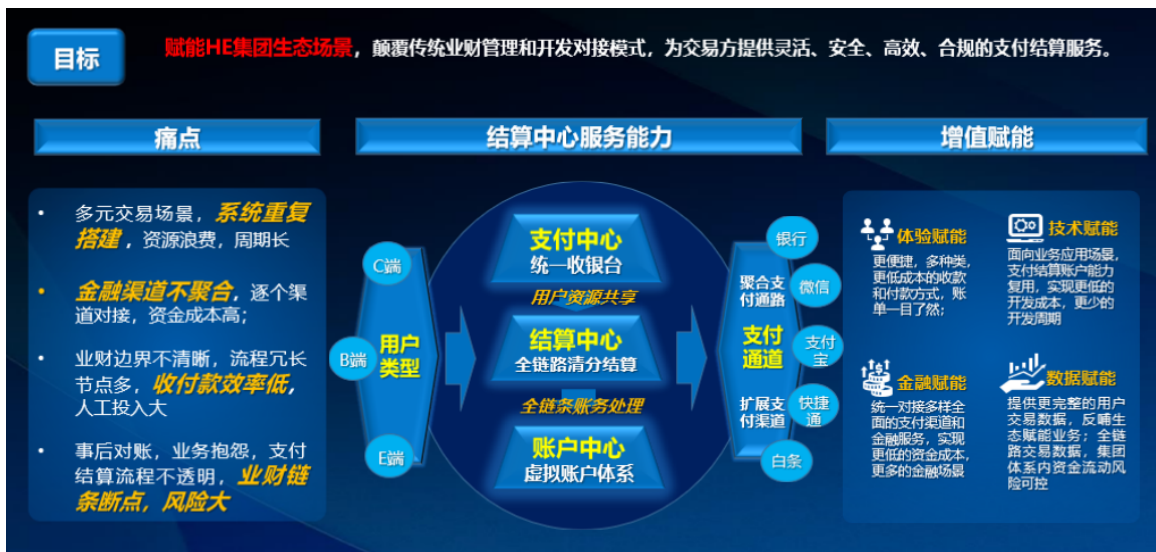 目标
赋能HE集团生态场景，颠覆传统业财管理和开发对接模式，为交易方提供灵活、安全、高效、合规的支付结算服务。
痛点
• 多元交易场景，系统重复
搭建，资源浪费，周期长
• 金融渠道不聚合，逐个渠
道对接，资金成本高；
• 业财边界不清晰，流程冗长
节点多，收付款效率低，
人工投入大
• 事后对账，业务抱怨，支付
结算流程不透明，业财链
条断点，风险大
结算中心服务能力
C端
B端
E端
用户
类型
支付中心
统一收银台
用户资源共享
结算中心
全链路清分结算
全链条账务处理
账户中心
虚拟账户体系
聚合支
付通路
支付
通道
扩展支
付渠道
银行
微信
支付
宝
快捷
通
白条
增值赋能
体验赋能
更便捷，多种类，
更低成本的收款
和付款方式，账
单一目了然；
技术赋能
面向业务应用场景，
支付结算账户能力
复用，实现更低的
开发成本，更少的
开发周期
金融赋能
统一对接多样全
面的支付渠道和
金融服务，实现
更低的资金成本，
更多的金融场景
数据赋能
提供更完整的用户
交易数据，反哺生
态赋能业务；全链
路交易数据，集团
体系内资金流动风
险可控